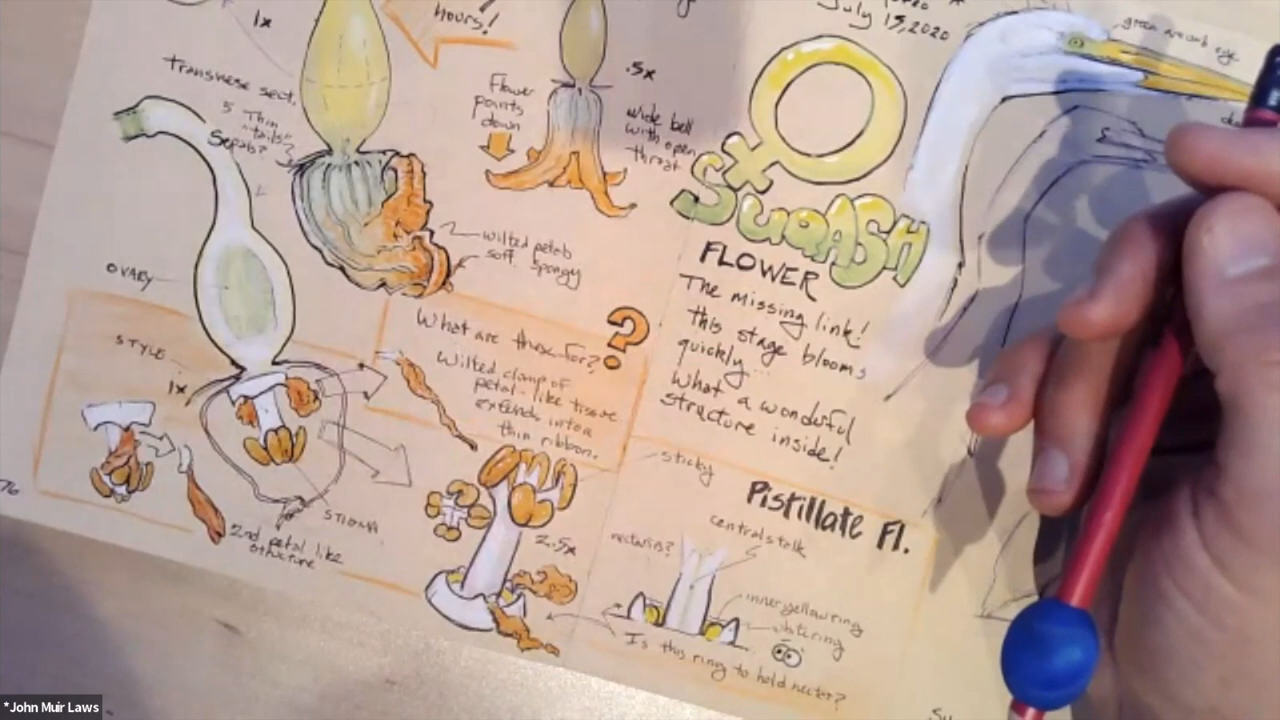 1x
hours!
July 15, 2020
green around eye
Transverse sect.
5 Thin
"tails"
Sepals?
Flower
points
down
.5x
wide bell
with open
throat
SUQASH
FLOWER
The missing link!
this stage blooms
quickly...
What a wonderful
structure inside!
wilted petals
soft, spongy
OVARY
STYLE
1x
What are these for?
?
Wilted clump of
petal-like tissue
extends into a
thin ribbon.
76
STIGMA
2nd petal like
structure
2.5x
sticky
Pistillate Fl.
central stalk
nectaries?
inner yellow ring
white ring
Is this ring to hold necter?
*John Muir Laws